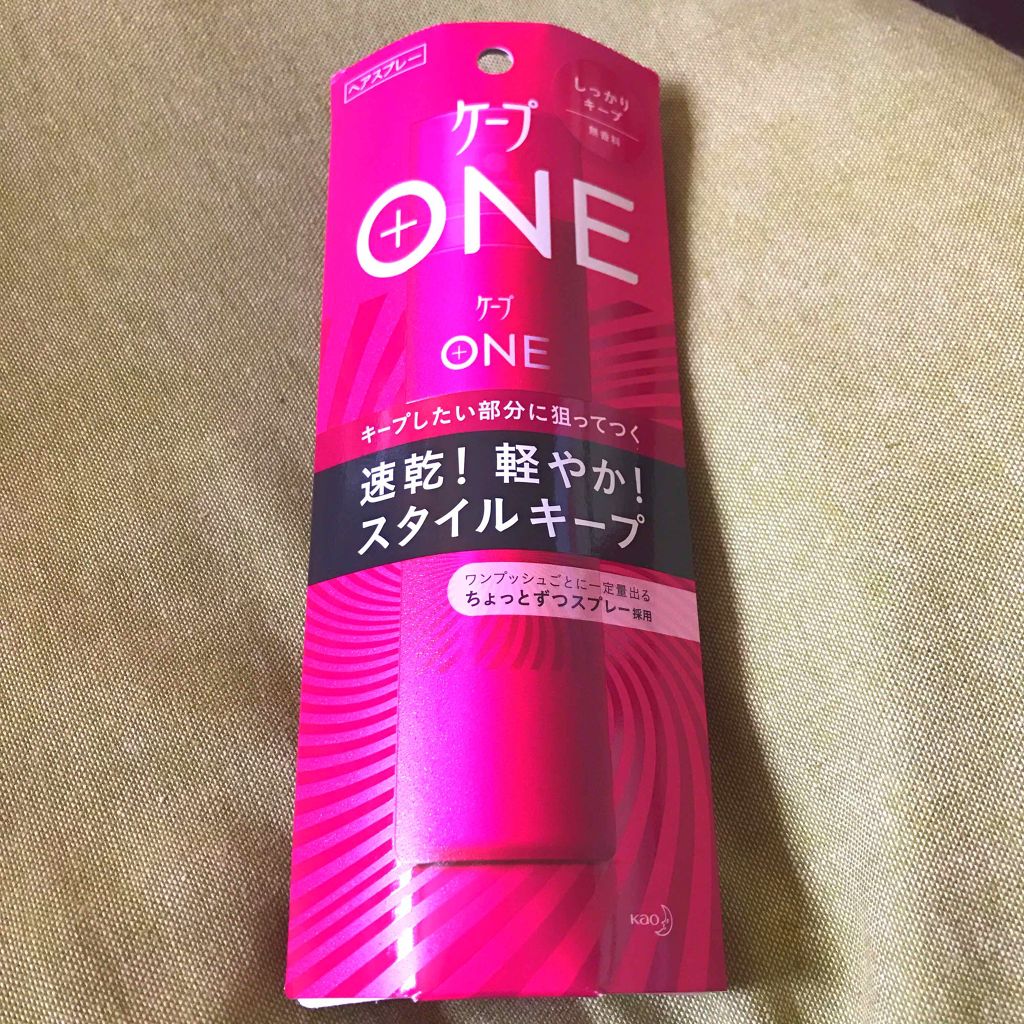 ヘアスプレー
しっかり
キープ
無香料
ケープ
ONE
ケープ
ONE
キープしたい部分に狙ってつく
速乾！軽やか！
スタイルキープ
ワンプッシュごとに一定量出る
ちょっとずつスプレー採用
Kao